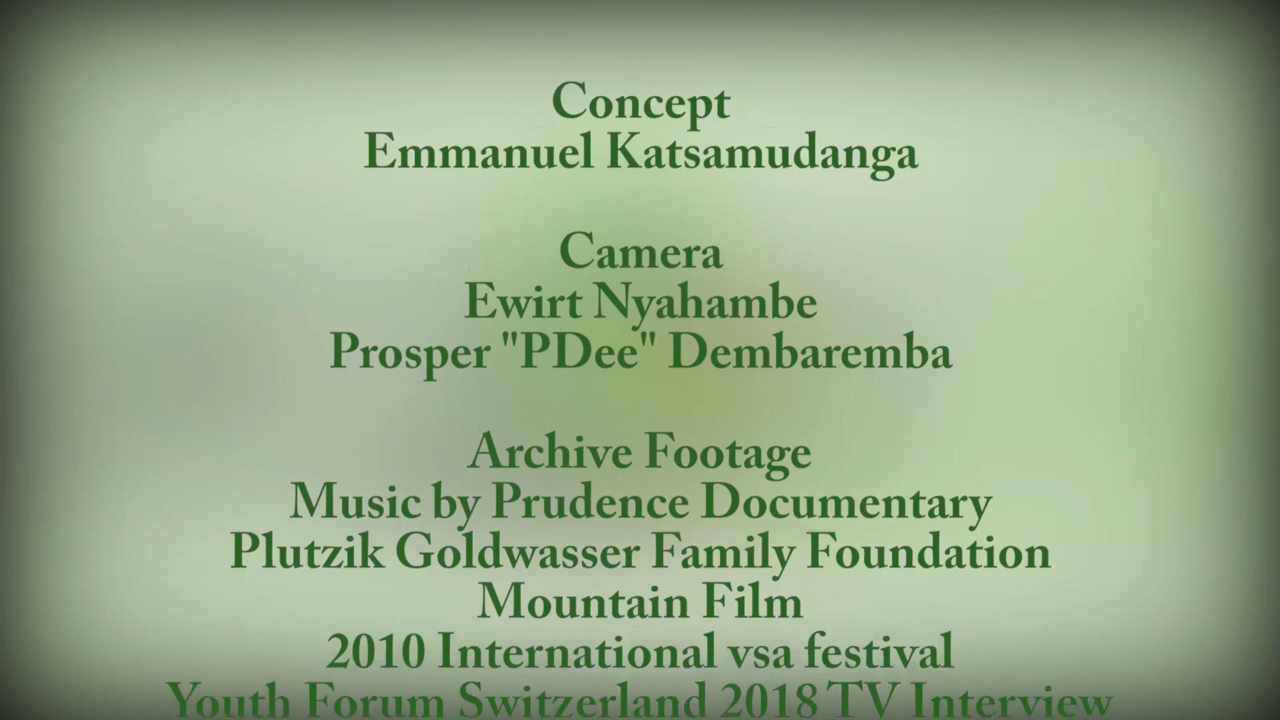 Concept
Emmanuel Katsamudanga
Camera
Ewirt Nyahambe
Prosper "PDee" Dembaremba
Archive Footage
Music by Prudence Documentary
Plutzik Goldwasser Family Foundation
Mountain Film
2010 International vsa festival
Youth Forum Switzerland 2018 TV Interview